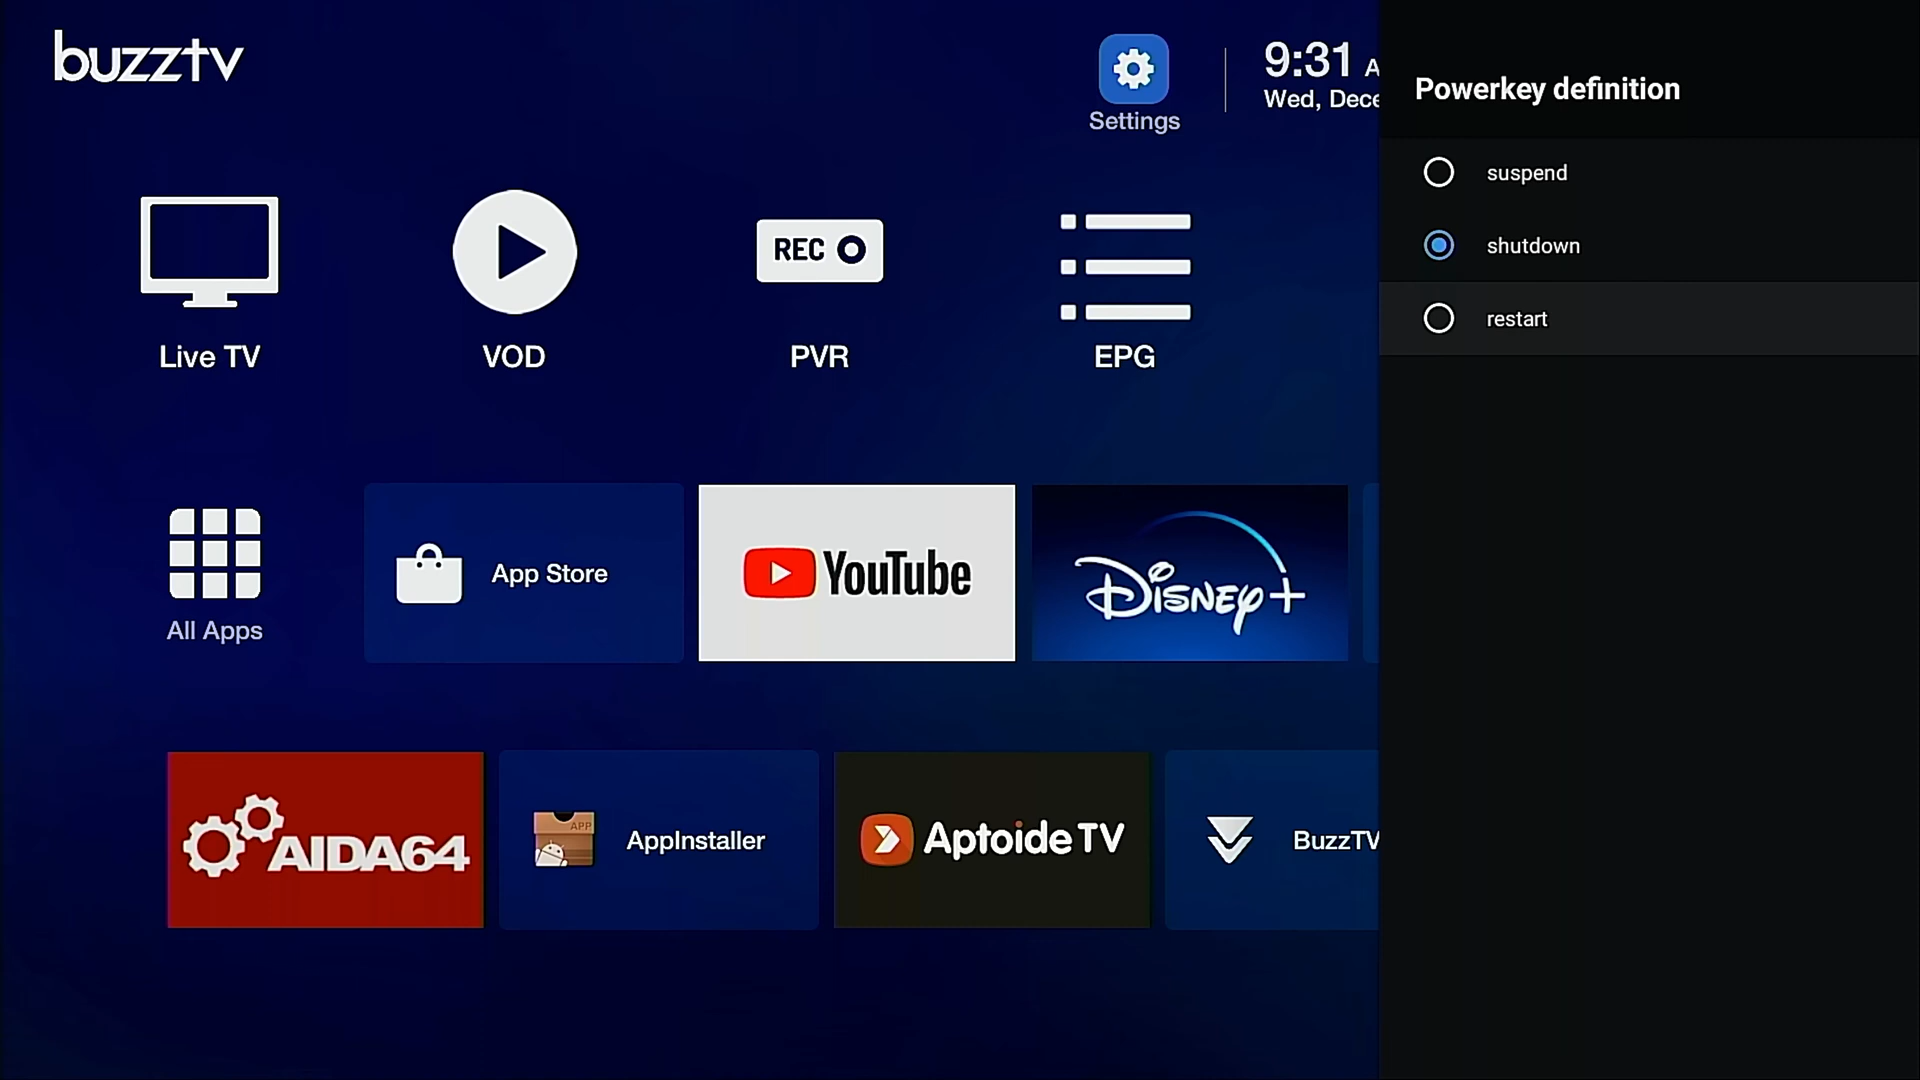 buzztv
Settings
9:31 A
Wed, Dece
Powerkey definition
suspend
shutdown
restart
Live TV
VOD
REC
PVR
EPG
All Apps
App Store
YouTube
Disney+
AIDA64
APP
AppInstaller
Aptoide TV
BuzzTV